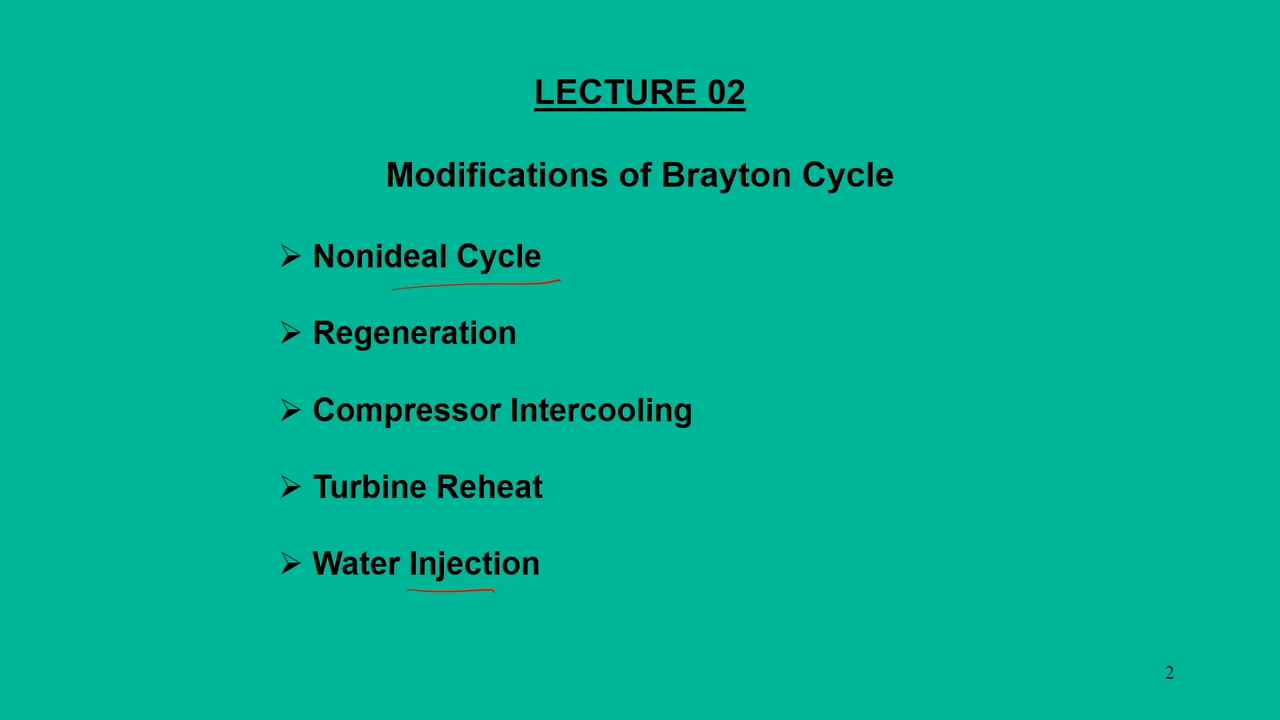 LECTURE 02
Modifications of Brayton Cycle
➢ Nonideal Cycle
➢ Regeneration
➢ Compressor Intercooling
➢ Turbine Reheat
➢ Water Injection
2